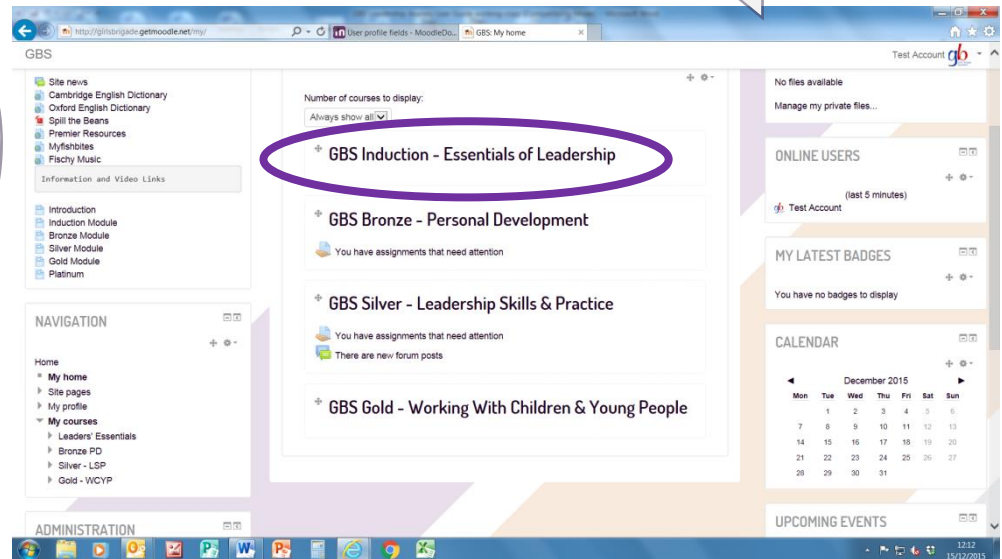 http://girlsbrigade.getmoodle.net/my/
User profile fields - MoodleDo...
GBS: My home
GBS
Test Account
gb
Site news
Cambridge English Dictionary
Oxford English Dictionary
Spill the Beans
Premier Resources
Myfishbites
Fischy Music
Information and Video Links
Introduction
Induction Module
Bronze Module
Silver Module
Gold Module
Platinum
NAVIGATION
Home
My home
Site pages
My profile
My courses
Leaders' Essentials
Bronze PD
Silver - LSP
Gold - WCYP
ADMINISTRATION
Number of courses to display:
Always show all
GBS Induction - Essentials of Leadership
GBS Bronze - Personal Development
You have assignments that need attention
GBS Silver - Leadership Skills & Practice
You have assignments that need attention
There are new forum posts
GBS Gold - Working With Children & Young People
No files available
Manage my private files...
ONLINE USERS
(last 5 minutes)
Test Account
MY LATEST BADGES
You have no badges to display
CALENDAR
December 2015
Mon Tue Wed Thu Fri Sat Sun
1 2 3 4 5 6
7 8 9 10 11 12 13
14 15 16 17 18 19 20
21 22 23 24 25 26 27
28 29 30 31
UPCOMING EVENTS
12:12
15/12/2015